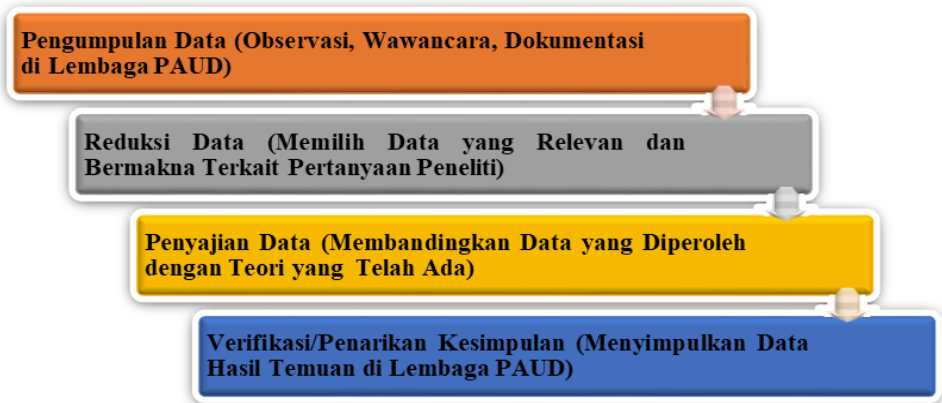 Pengumpulan Data (Observasi, Wawancara, Dokumentasi
di Lembaga PAUD)
Reduksi Data (Memilih Data yang Relevan dan
Bermakna Terkait Pertanyaan Peneliti)
Penyajian Data (Membandingkan Data yang Diperoleh
dengan Teori yang Telah Ada)
Verifikasi/Penarikan Kesimpulan (Menyimpulkan Data
Hasil Temuan di Lembaga PAUD)